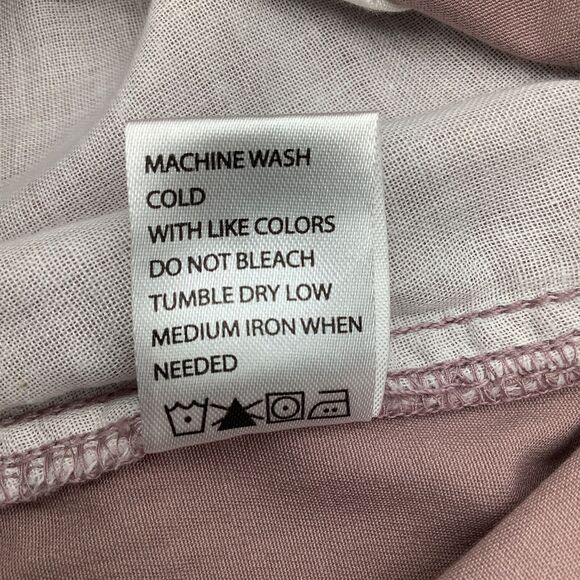 MACHINE WASH
COLD
WITH LIKE COLORS
DO NOT BLEACH
TUMBLE DRY LOW
MEDIUM IRON WHEN
NEEDED